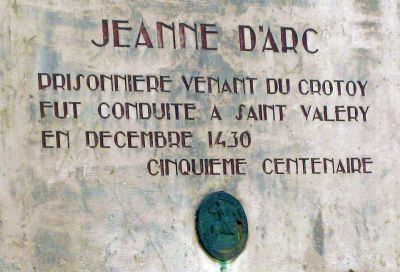 JEANNE D'ARC
PRISONNIERE VENANT DU CROTOY
FUT CONDUITE A SAINT VALERY
EN DECEMBRE 1430
CINQUIEME CENTENAIRE